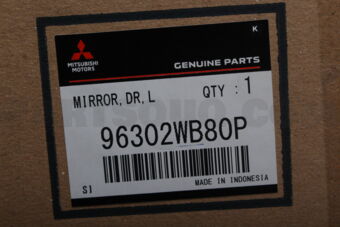 K
MITSUBISHI
MOTORS
GENUINE PARTS
MIRROR,DR,L
QTY : 1
96302WB80P
SI
MADE IN INDONESIA